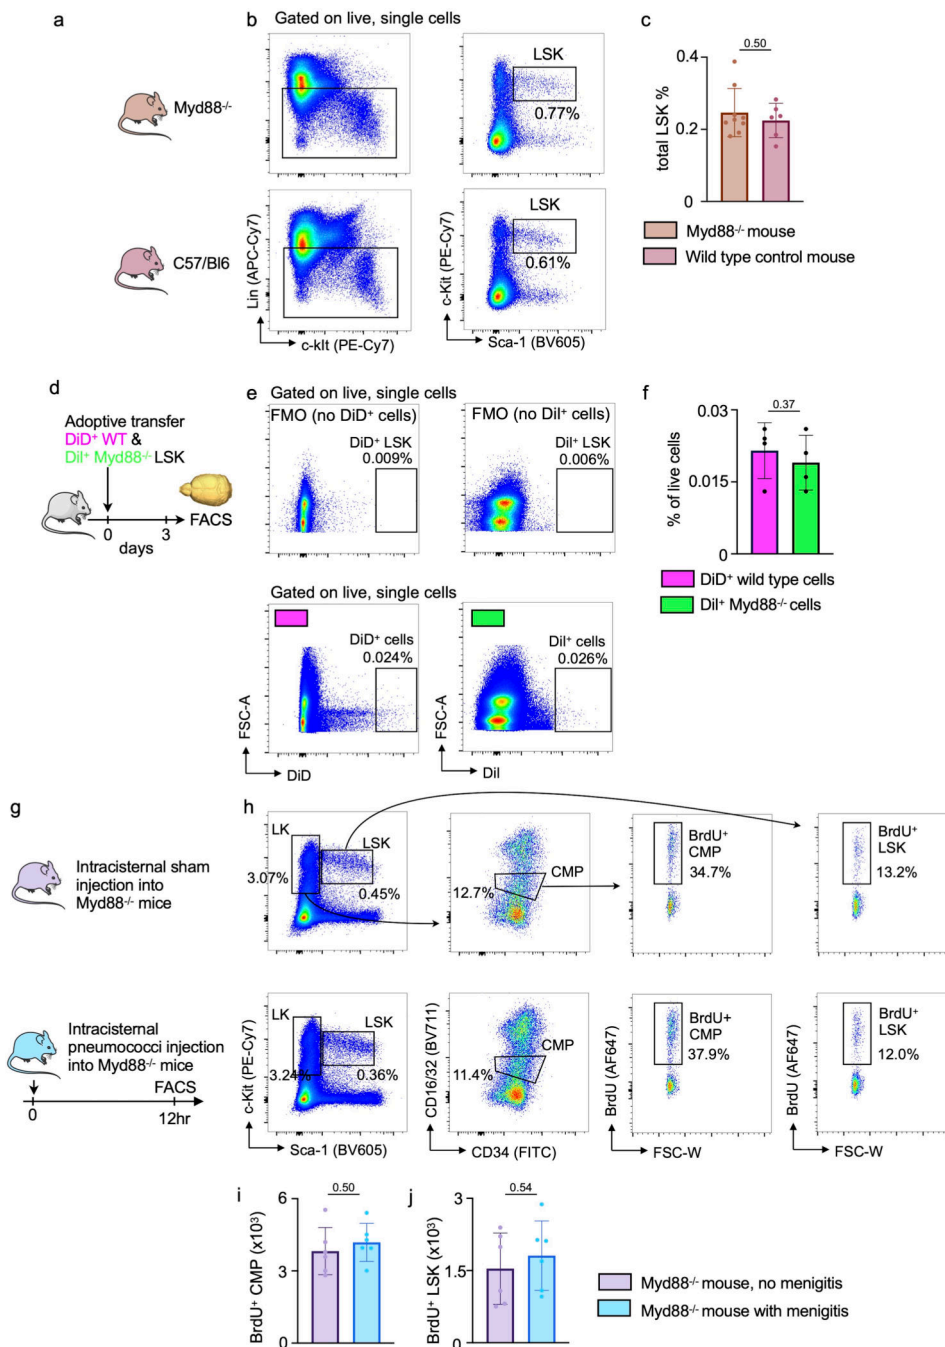 a
b
Gated on live, single cells
c
Myd88-/-
LSK
0.77%
C57/Bl6
LSK
0.61%
Lin (APC-Cy7)
c-kIt (PE-Cy7)
c-Kit (PE-Cy7)
Sca-1 (BV605)
0.50
0.4
0.2
0
total LSK %
Myd88-/- mouse
Wild type control mouse
d
Adoptive transfer
DiD+ WT &
DiI+ Myd88-/- LSK
FACS
0
3
days
e
Gated on live, single cells
FMO (no DiD+ cells)
FMO (no DiI+ cells)
DiD+ LSK
0.009%
DiI+ LSK
0.006%
Gated on live, single cells
DiD+ cells
0.024%
DiI+ cells
0.026%
FSC-A
DiD
FSC-A
DiI
f
0.37
0.03
0.015
0
% of live cells
DiD+ wild type cells
DiI+ Myd88-/- cells
g
Intracisternal sham
injection into
Myd88-/- mice
Intracisternal
pneumococci injection
into Myd88-/- mice
FACS
0
12hr
h
LK
LSK
3.07%
0.45%
CMP
12.7%
BrdU+
CMP
34.7%
BrdU+
LSK
13.2%
LK
LSK
3.24%
0.36%
CMP
11.4%
BrdU+
CMP
37.9%
BrdU+
LSK
12.0%
c-Kit (PE-Cy7)
Sca-1 (BV605)
CD16/32 (BV711)
CD34 (FITC)
BrdU (AF647)
FSC-W
BrdU (AF647)
FSC-W
i
0.50
6
3
0
BrdU+ CMP (x10³)
j
0.54
3
1.5
0
BrdU+ LSK (x10³)
Myd88-/- mouse, no menigitis
Myd88-/- mouse with menigitis